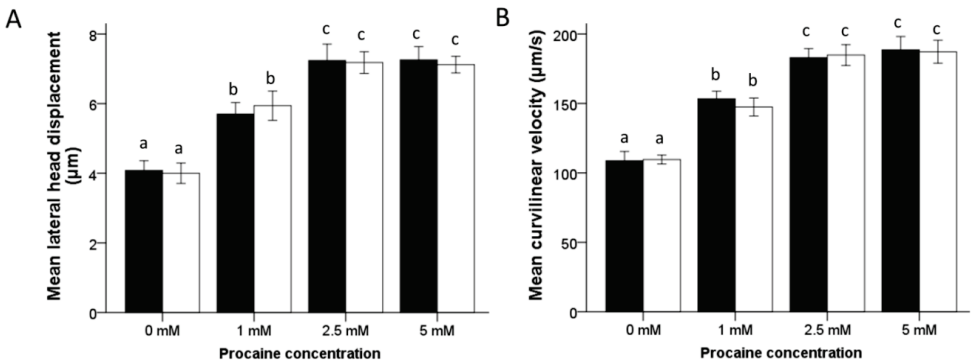 A
Mean lateral head displacement
(µm)
8
6
4
2
0
a a
b b
c c
c c
0 mM 1 mM 2.5 mM 5 mM
Procaine concentration
B
Mean curvilinear velocity (µm/s)
200
150
100
50
0
a a
b b
c c
c c
0 mM 1 mM 2.5 mM 5 mM
Procaine concentration